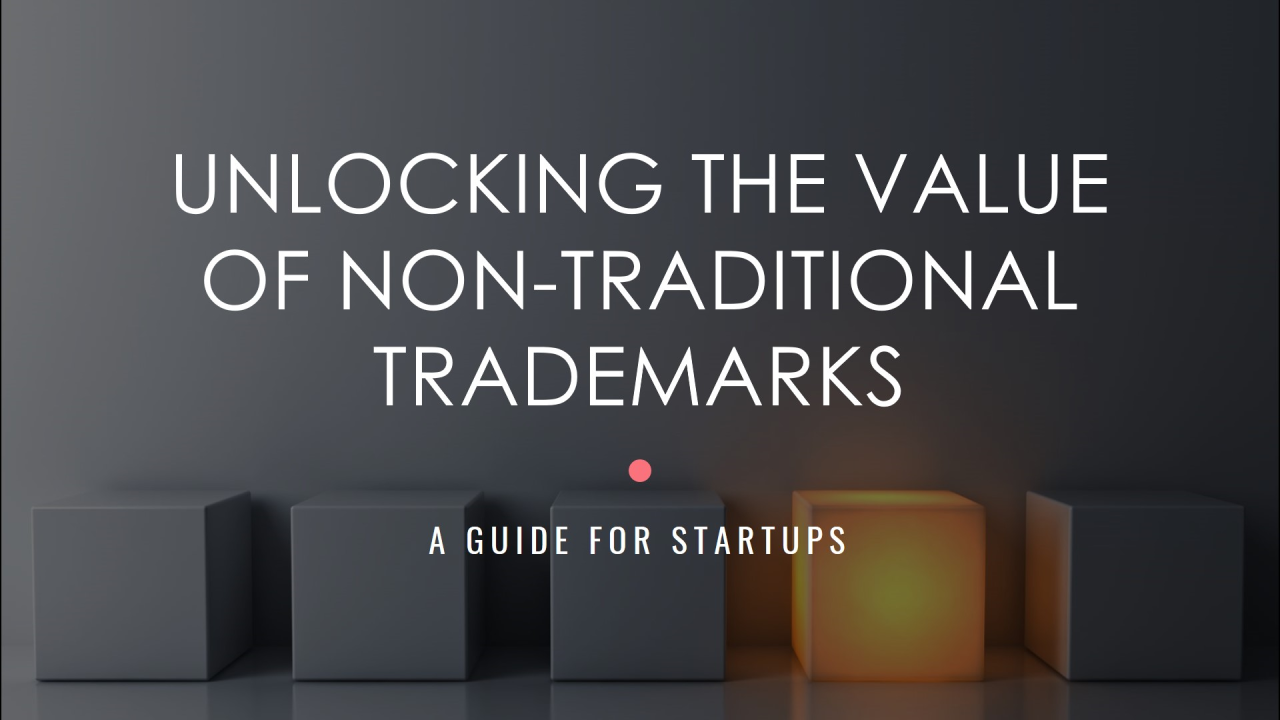 UNLOCKING THE VALUE
OF NON-TRADITIONAL
TRADEMARKS
A GUIDE FOR STARTUPS